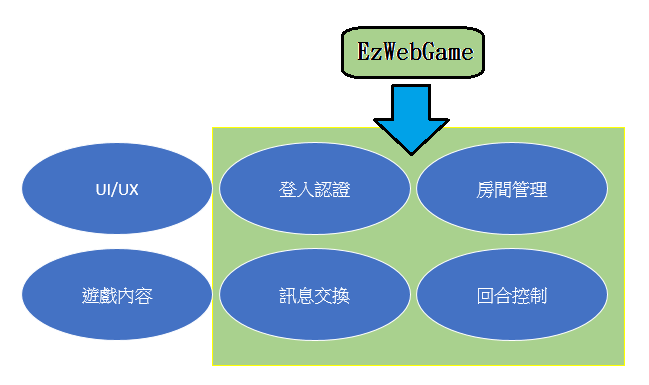 EzWebGame
UI/UX
登入認證
房間管理
遊戲內容
訊息交換
回合控制